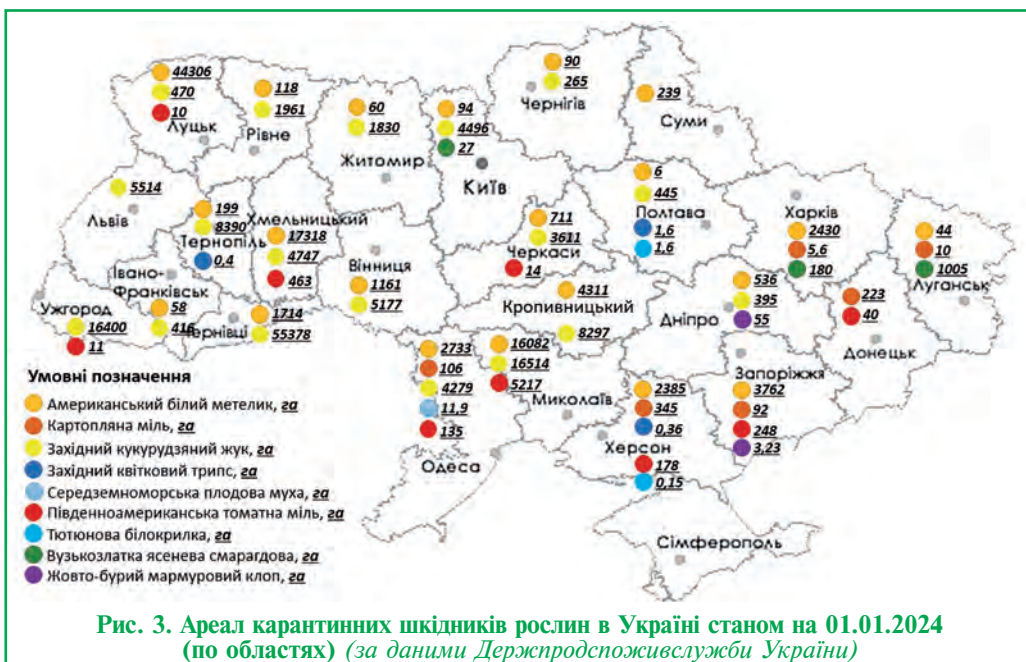 44306
470
10
Луцьк
118
1961
Рівне
60
1830
Житомир
94
4496
27
Київ
90
265
Чернігів
239
Суми
5514
Львів
199
8390
Тернопіль
0,4
Хмельницький
17318
4747
463
Вінниця
1161
5177
711
3611
Черкаси
14
6
445
Полтава
1,6
1,6
Харків
2430
5,6
180
44
10
1005
Луганськ
Івано-
Франківськ
58
416
Ужгород
16400
11
Чернівці
1714
55378
4311
Кропивницький
8297
536
395
Дніпро
55
223
40
Донецьк
2733
106
4279
11,9
135
Одеса
16082
16514
5217
Миколаїв
2385
345
0,36
Херсон
178
0,15
Запоріжжя
3762
92
248
3,23
Сімферополь
Умовні позначення
Американський білий метелик, га
Картопляна міль, га
Західний кукурудзяний жук, га
Західний квітковий трипс, га
Середземноморська плодова муха, га
Південноамериканська томатна міль, га
Тютюнова білокрилка, га
Вузькозлатка ясенева смарагдова, га
Жовто-бурий мармуровий клоп, га
Рис. 3. Ареал карантинних шкідників рослин в Україні станом на 01.01.2024
(по областях) (за даними Держпродспоживслужби України)